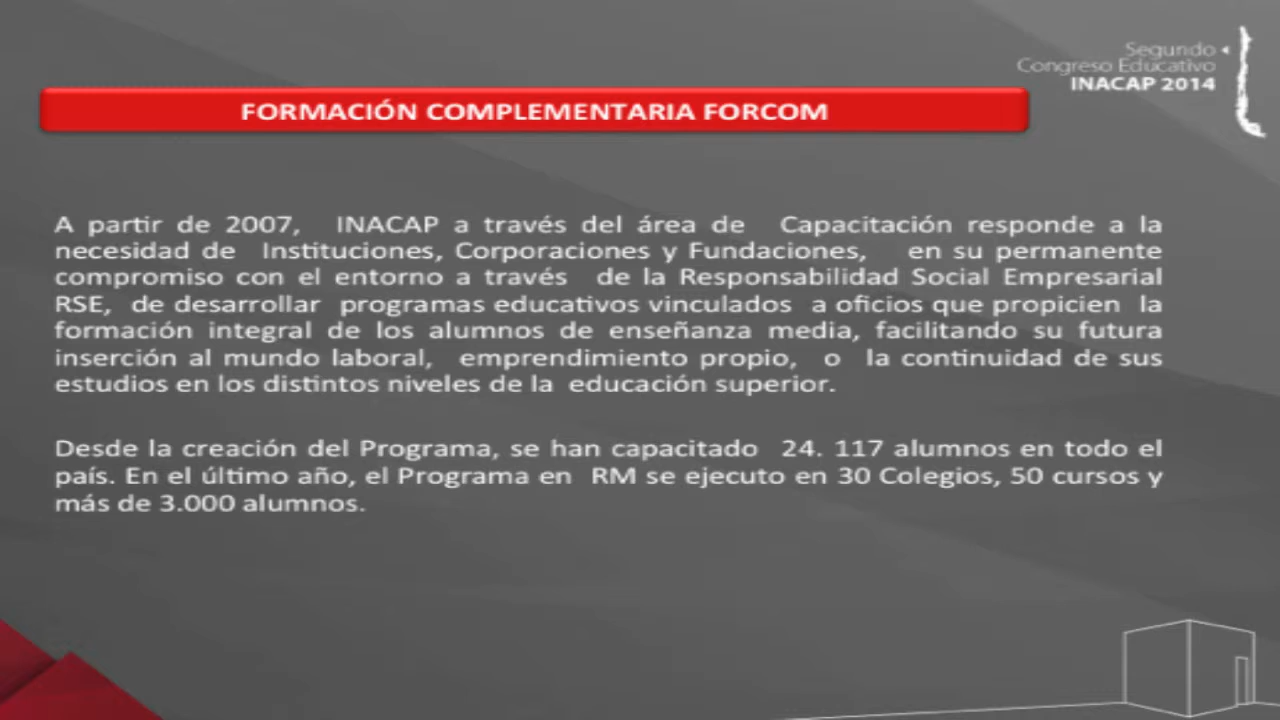 Segundo
Congreso Educativo
INACAP 2014
FORMACIÓN COMPLEMENTARIA FORCOM
A partir de 2007, INACAP a través del área de Capacitación responde a la
necesidad de Instituciones, Corporaciones y Fundaciones, en su permanente
compromiso con el entorno a través de la Responsabilidad Social Empresarial
RSE, de desarrollar programas educativos vinculados a oficios que propicien la
formación integral de los alumnos de enseñanza media, facilitando su futura
inserción al mundo laboral, emprendimiento propio, o la continuidad de sus
estudios en los distintos niveles de la educación superior.
Desde la creación del Programa, se han capacitado 24. 117 alumnos en todo el
país. En el último año, el Programa en RM se ejecuto en 30 Colegios, 50 cursos y
más de 3.000 alumnos.